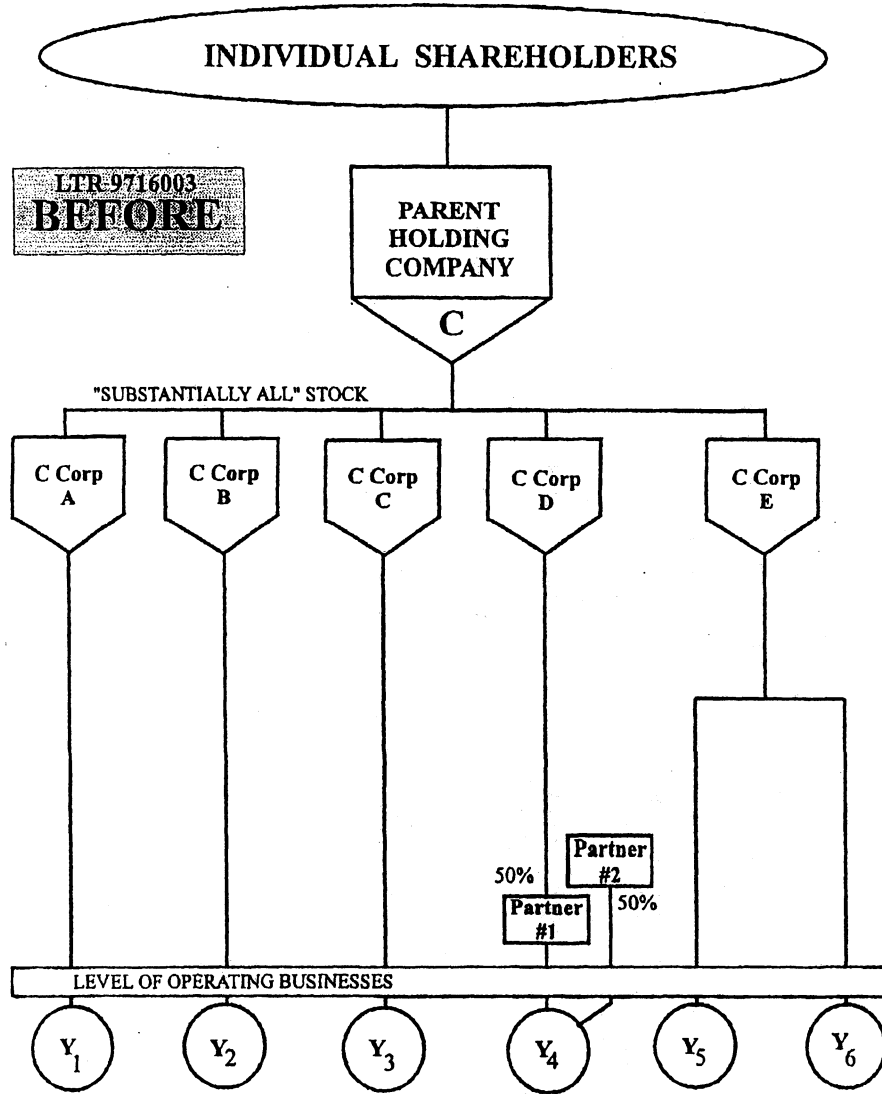 INDIVIDUAL SHAREHOLDERS
LTR 9716003
BEFORE
PARENT
HOLDING
COMPANY
C
"SUBSTANTIALLY ALL" STOCK
C Corp
A
C Corp
B
C Corp
C
C Corp
D
C Corp
E
Partner
#2
50%
50%
Partner
#1
LEVEL OF OPERATING BUSINESSES
Y1
Y2
Y3
Y4
Y5
Y6